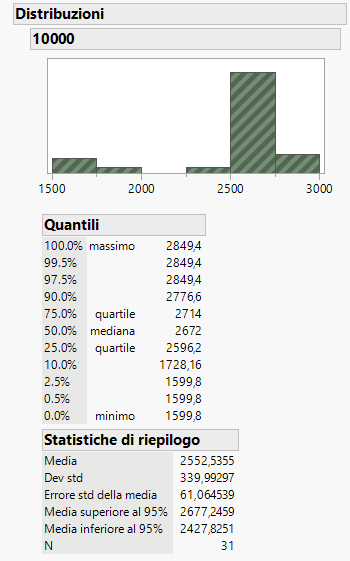 Distribuzioni
10000
1500 2000 2500 3000
Quantili
100.0% massimo 2849,4
99.5% 2849,4
97.5% 2849,4
90.0% 2776,6
75.0% quartile 2714
50.0% mediana 2672
25.0% quartile 2596,2
10.0% 1728,16
2.5% 1599,8
0.5% 1599,8
0.0% minimo 1599,8
Statistiche di riepilogo
Media 2552,5355
Dev std 339,99297
Errore std della media 61,064539
Media superiore al 95% 2677,2459
Media inferiore al 95% 2427,8251
N 31